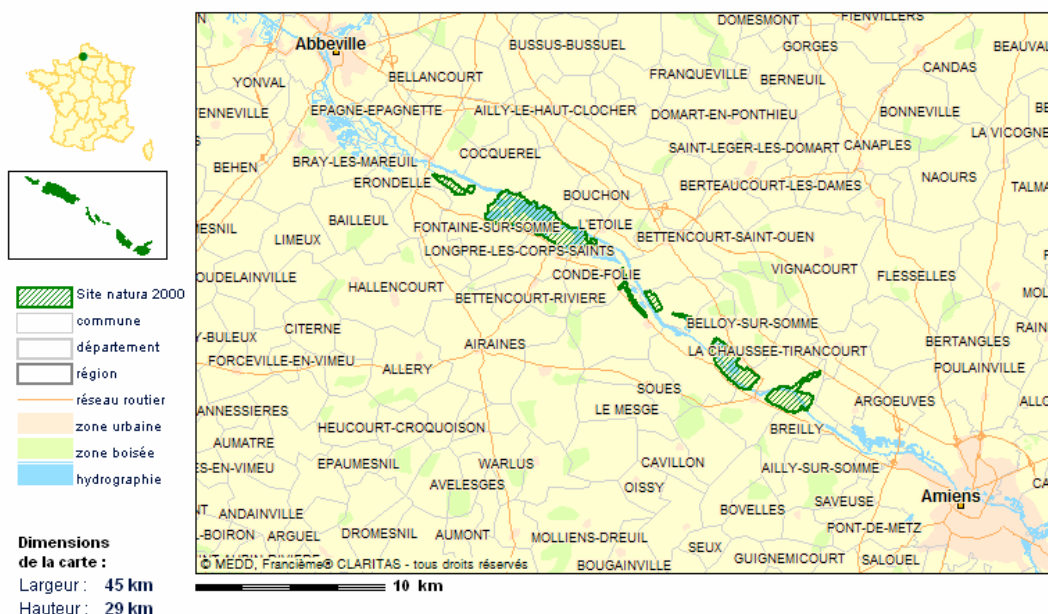 Site natura 2000
commune
département
région
réseau routier
zone urbaine
zone boisée
hydrographie
Dimensions
de la carte :
Largeur : 45 km
Hauteur : 29 km
DOMESMONT
FIENVILLERS
Abbeville
BUSSUS-BUSSUEL
GORGES
BEAUVAL
YONVAL
BELLANCOURT
FRANQUEVILLE
BERNEUIL
CANDAS
YENNEVILLE
EPAGNE-EPAGNETTE
AILLY-LE-HAUT-CLOCHER
DOMART-EN-PONTHIEU
BONNEVILLE
BE
LA VICOGNE
BRAY-LES-MAREUIL
COCQUEREL
SAINT-LEGER-LES-DOMART
CANAPLES
BEHEN
ERONDELLE
BOUCHON
BERTEAUCOURT-LES-DAMES
NAOURS
TALMA
MESNIL
BAILLEUL
FONTAINE-SUR-SOMME
L'ETOILE
LIMEUX
LONGPRE-LES-CORPS-SAINTS
BETTENCOURT-SAINT-OUEN
OUDELAINVILLE
CONDE-FOLIE
VIGNACOURT
FLESSELLES
HALLENCOURT
BETTENCOURT-RIVIERE
MOL
Y-BULEUX
CITERNE
BELLOY-SUR-SOMME
RAIN
AIRAINES
LA CHAUSSEE-TIRANCOURT
BERTANGLES
FORCEVILLE-EN-VIMEU
ALLERY
POULAINVILLE
SOUES
ANNESSIERES
LE MESGE
ARGOEUVES
ALLO
HEUCOURT-CROQUOISON
BREILLY
AUMATRE
ES-EN-VIMEU
EPAUMESNIL
WARLUS
CAVILLON
AILLY-SUR-SOMME
CA
AVELESGES
OISSY
Amiens
ANDAINVILLE
BOVELLES
SAVEUSE
L-BOIRON
ARGUEL
DROMESNIL
AUMONT
MOLLIENS-DREUIL
PONT-DE-METZ
SEUX
GUIGNEMICOURT
SALOUEL
© MEDD, Francième® CLARITAS - tous droits réservés
BOUGAINVILLE
10 km